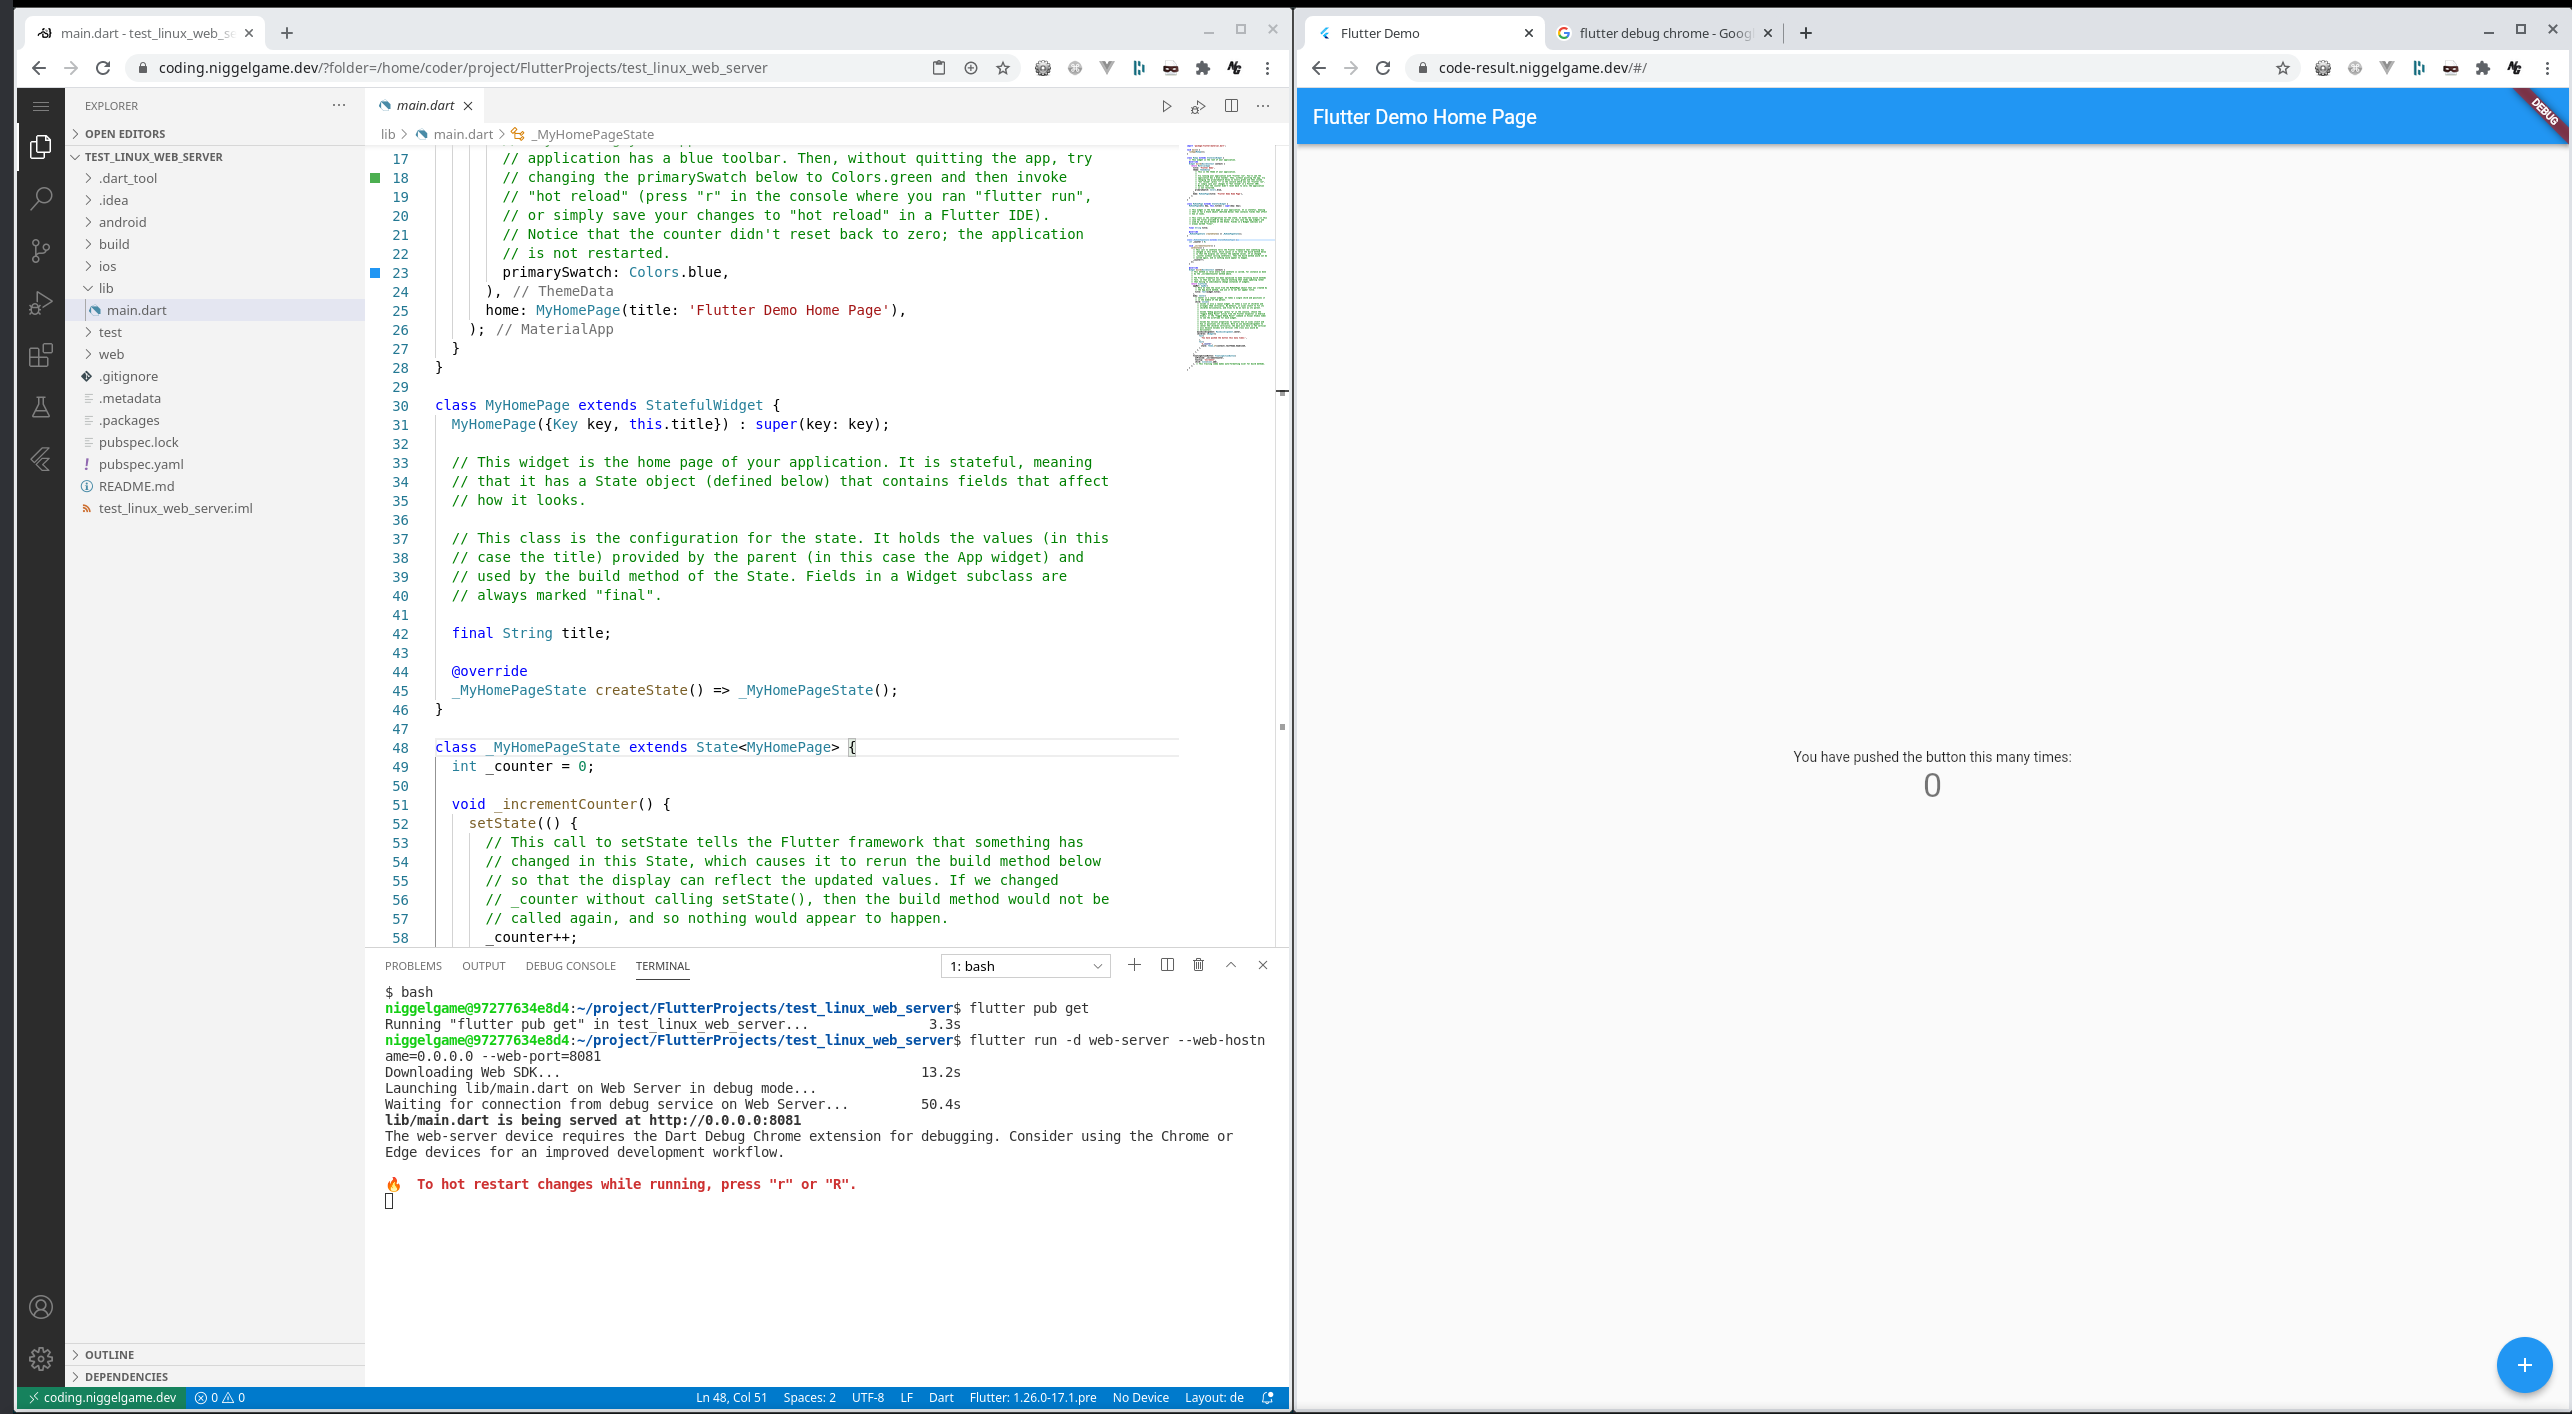 main.dart - test_linux_web_se
coding.niggelgame.dev/?folder=/home/coder/project/FlutterProjects/test_linux_web_server
EXPLORER
OPEN EDITORS
TEST_LINUX_WEB_SERVER
.dart_tool
.idea
android
build
ios
lib
main.dart
test
web
.gitignore
.metadata
.packages
pubspec.lock
pubspec.yaml
README.md
test_linux_web_server.iml
OUTLINE
DEPENDENCIES
main.dart
lib > main.dart > _MyHomePageState
17 // application has a blue toolbar. Then, without quitting the app, try
18 // changing the primarySwatch below to Colors.green and then invoke
19 // "hot reload" (press "r" in the console where you ran "flutter run",
20 // or simply save your changes to "hot reload" in a Flutter IDE).
21 // Notice that the counter didn't reset back to zero; the application
22 // is not restarted.
23 primarySwatch: Colors.blue,
24 ), // ThemeData
25 home: MyHomePage(title: 'Flutter Demo Home Page'),
26 ); // MaterialApp
27 }
28 }
29
30 class MyHomePage extends StatefulWidget {
31 MyHomePage({Key key, this.title}) : super(key: key);
32
33 // This widget is the home page of your application. It is stateful, meaning
34 // that it has a State object (defined below) that contains fields that affect
35 // how it looks.
36
37 // This class is the configuration for the state. It holds the values (in this
38 // case the title) provided by the parent (in this case the App widget) and
39 // used by the build method of the State. Fields in a Widget subclass are
40 // always marked "final".
41
42 final String title;
43
44 @override
45 _MyHomePageState createState() => _MyHomePageState();
46 }
47
48 class _MyHomePageState extends State<MyHomePage> {
49 int _counter = 0;
50
51 void _incrementCounter() {
52 setState(() {
53 // This call to setState tells the Flutter framework that something has
54 // changed in this State, which causes it to rerun the build method below
55 // so that the display can reflect the updated values. If we changed
56 // _counter without calling setState(), then the build method would not be
57 // called again, and so nothing would appear to happen.
58 _counter++;
PROBLEMS OUTPUT DEBUG CONSOLE TERMINAL 1: bash
$ bash
niggelgame@97277634e8d4:~/project/FlutterProjects/test_linux_web_server$ flutter pub get
Running "flutter pub get" in test_linux_web_server... 3.3s
niggelgame@97277634e8d4:~/project/FlutterProjects/test_linux_web_server$ flutter run -d web-server --web-hostn
ame=0.0.0.0 --web-port=8081
Downloading Web SDK... 13.2s
Launching lib/main.dart on Web Server in debug mode...
Waiting for connection from debug service on Web Server... 50.4s
lib/main.dart is being served at http://0.0.0.0:8081
The web-server device requires the Dart Debug Chrome extension for debugging. Consider using the Chrome or
Edge devices for an improved development workflow.
🔥 To hot restart changes while running, press "r" or "R".
coding.niggelgame.dev 0 0 Ln 48, Col 51 Spaces: 2 UTF-8 LF Dart Flutter: 1.26.0-17.1.pre No Device Layout: de
Flutter Demo
flutter debug chrome - Goog
code-result.niggelgame.dev/#/
Flutter Demo Home Page
DEBUG
You have pushed the button this many times:
0
+